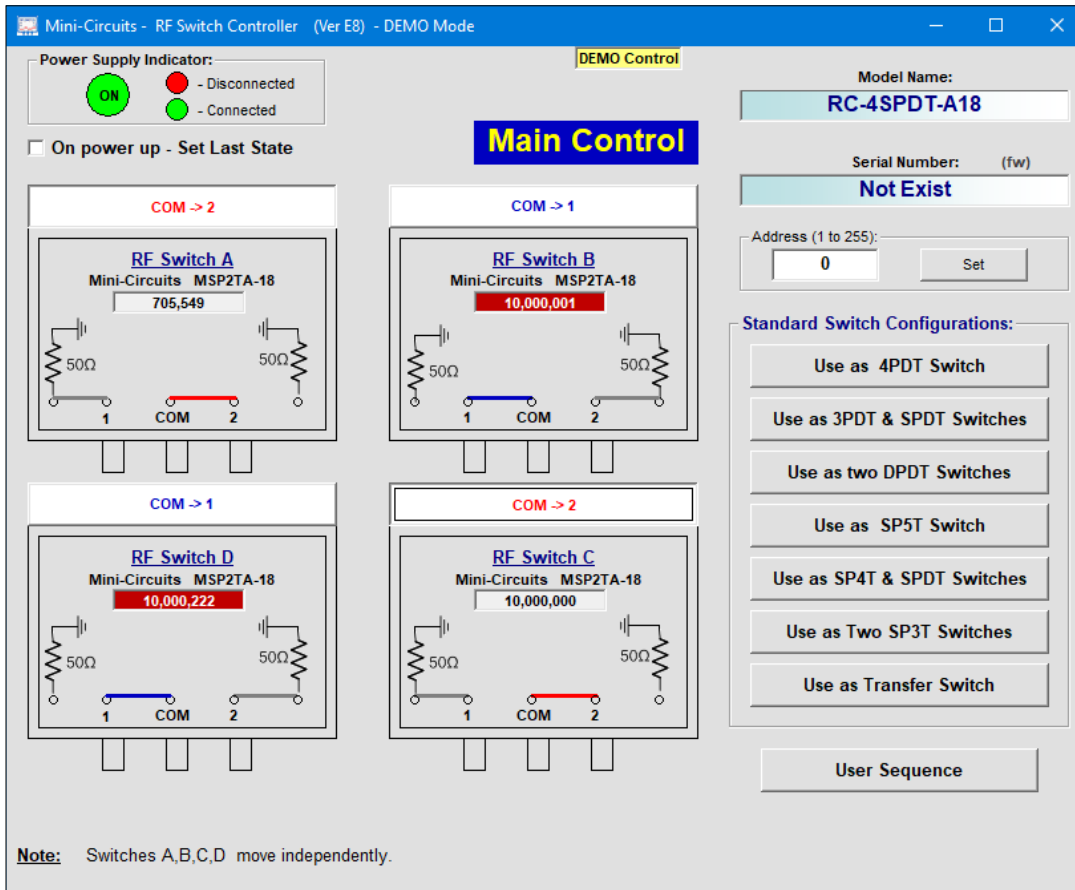 Mini-Circuits - RF Switch Controller (Ver E8) - DEMO Mode
Power Supply Indicator:
ON
- Disconnected
- Connected
DEMO Control
Model Name:
RC-4SPDT-A18
On power up - Set Last State
Main Control
Serial Number: (fw)
Not Exist
COM -> 2
COM -> 1
Address (1 to 255):
0 Set
RF Switch A
Mini-Circuits MSP2TA-18
705,549
50Ω 50Ω
1 COM 2
RF Switch B
Mini-Circuits MSP2TA-18
10,000,001
50Ω 50Ω
1 COM 2
COM -> 1
COM -> 2
RF Switch D
Mini-Circuits MSP2TA-18
10,000,222
50Ω 50Ω
1 COM 2
RF Switch C
Mini-Circuits MSP2TA-18
10,000,000
50Ω 50Ω
1 COM 2
Standard Switch Configurations:
Use as 4PDT Switch
Use as 3PDT & SPDT Switches
Use as two DPDT Switches
Use as SP5T Switch
Use as SP4T & SPDT Switches
Use as Two SP3T Switches
Use as Transfer Switch
User Sequence
Note: Switches A,B,C,D move independently.